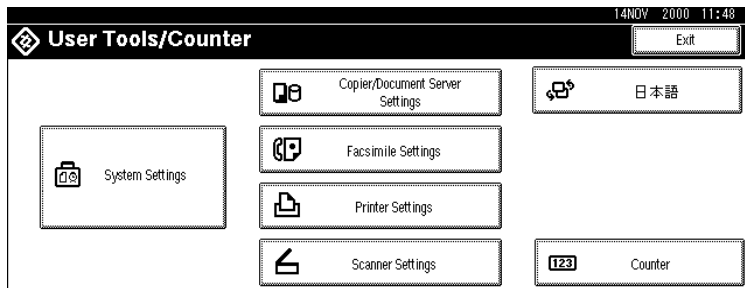 14NOV 2000 11:48
User Tools/Counter
Exit
Copier/Document Server
Settings
日本語
Facsimile Settings
System Settings
Printer Settings
Scanner Settings
123
Counter